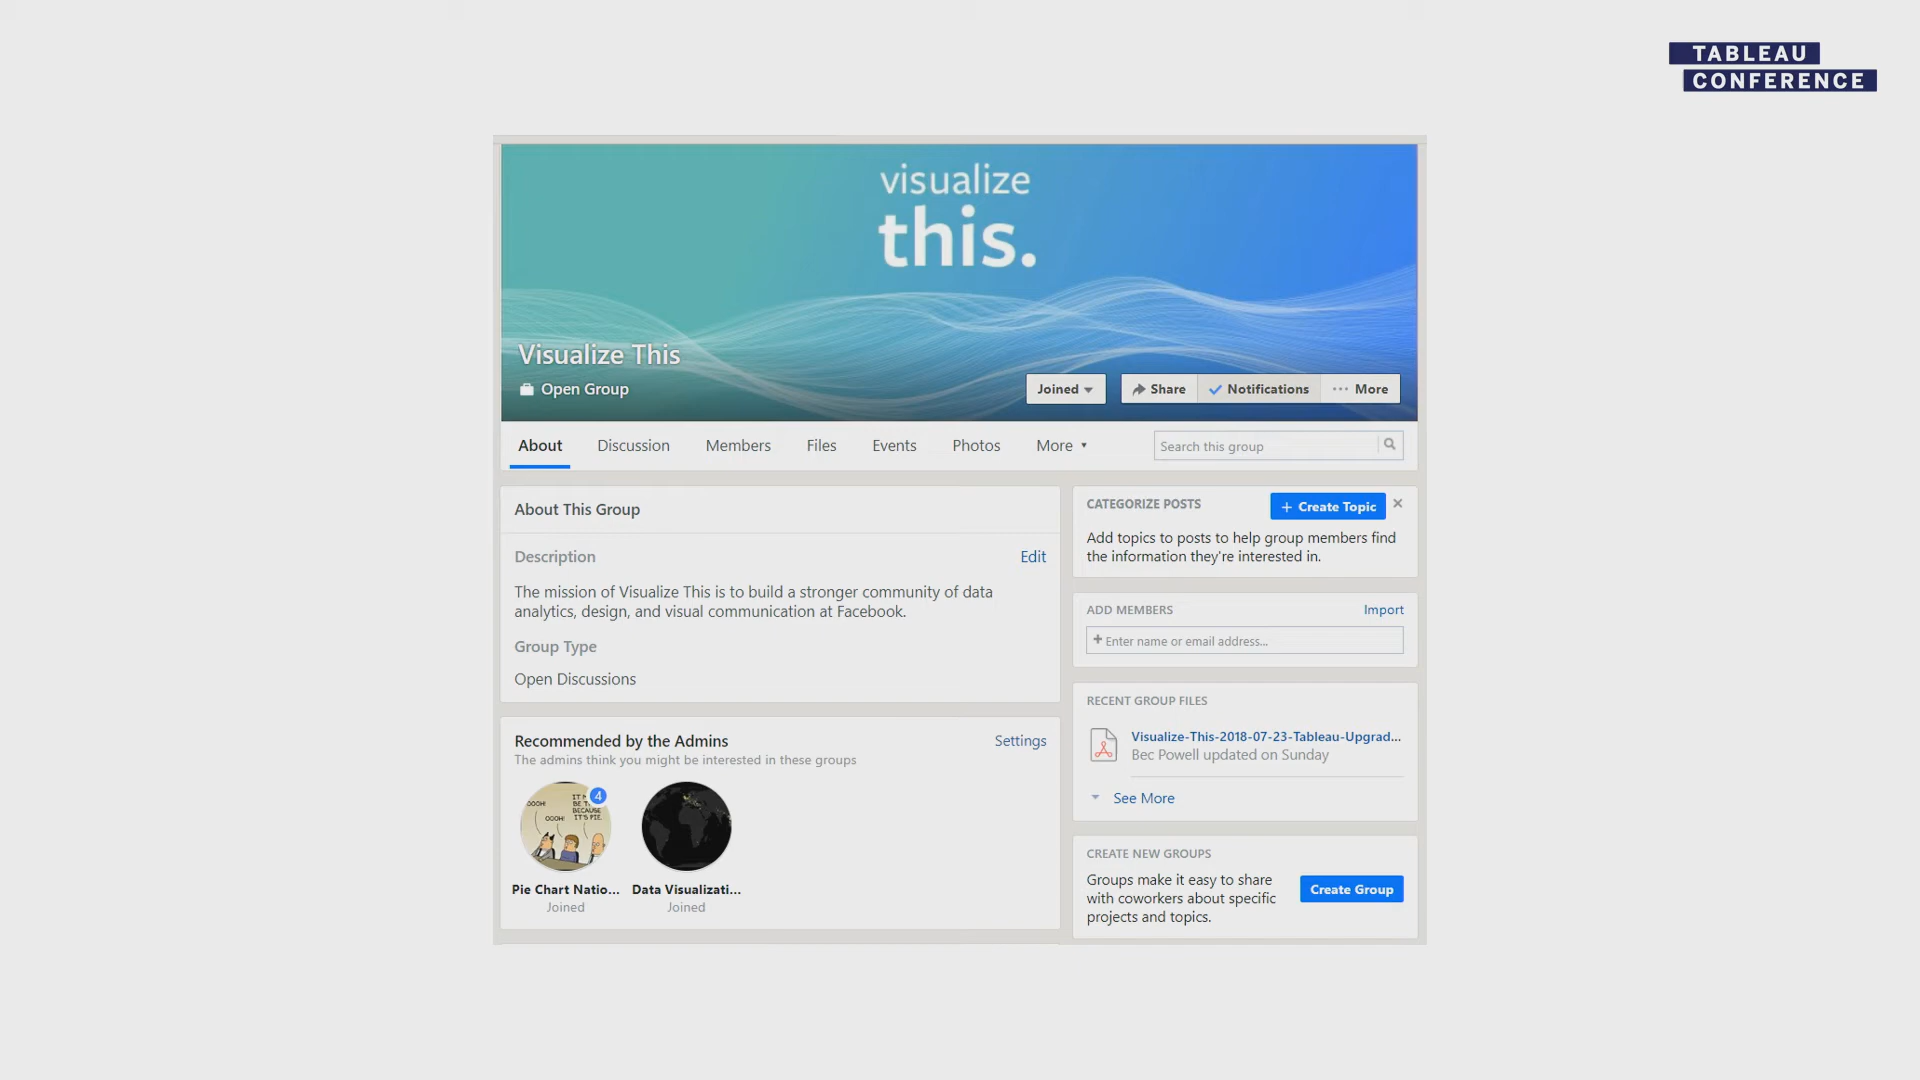 TABLEAU
CONFERENCE
visualize
this.
Visualize This
Open Group
Joined
Share
Notifications
More
About
Discussion
Members
Files
Events
Photos
More
Search this group
About This Group
Description
Edit
The mission of Visualize This is to build a stronger community of data
analytics, design, and visual communication at Facebook.
Group Type
Open Discussions
Recommended by the Admins
Settings
The admins think you might be interested in these groups
OOOH!
OOOH!
BECAUSE
IT'S PIE.
4
Pie Chart Natio...
Joined
Data Visualizati...
Joined
CATEGORIZE POSTS
+ Create Topic
Add topics to posts to help group members find
the information they're interested in.
ADD MEMBERS
Import
+ Enter name or email address...
RECENT GROUP FILES
Visualize-This-2018-07-23-Tableau-Upgrad...
Bec Powell updated on Sunday
See More
CREATE NEW GROUPS
Groups make it easy to share
with coworkers about specific
projects and topics.
Create Group